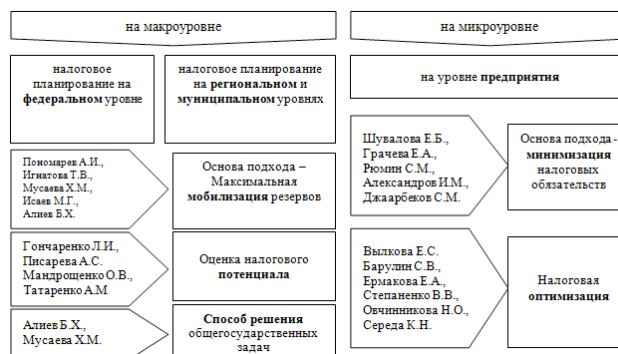 на макроуровне
налоговое
планирование на
федеральном уровне
налоговое планирование
на региональном и
муниципальном уровнях
Пономарев А.И.,
Игнатова Т.В.,
Мусаева Х.М.,
Исаев М.Г.,
Алиев Б.Х.
Основа подхода –
Максимальная
мобилизация резервов
Гончаренко Л.И.,
Писарева А.С.
Мандрощенко О.В.,
Татаренко А.М
Оценка налогового
потенциала
Алиев Б.Х.,
Мусаева Х.М.
Способ решения
общегосударственных
задач
на микроуровне
на уровне предприятия
Шувалова Е.Б.,
Грачева Е.А.,
Рюмин С.М.,
Александров И.М.,
Джаарбеков С.М.
Основа подхода -
минимизация
налоговых
обязательств
Вылкова Е.С.
Барулин С.В.,
Ермакова Е.А.,
Степаненко В.В.,
Овчинникова Н.О.,
Середа К.Н.
Налоговая
оптимизация